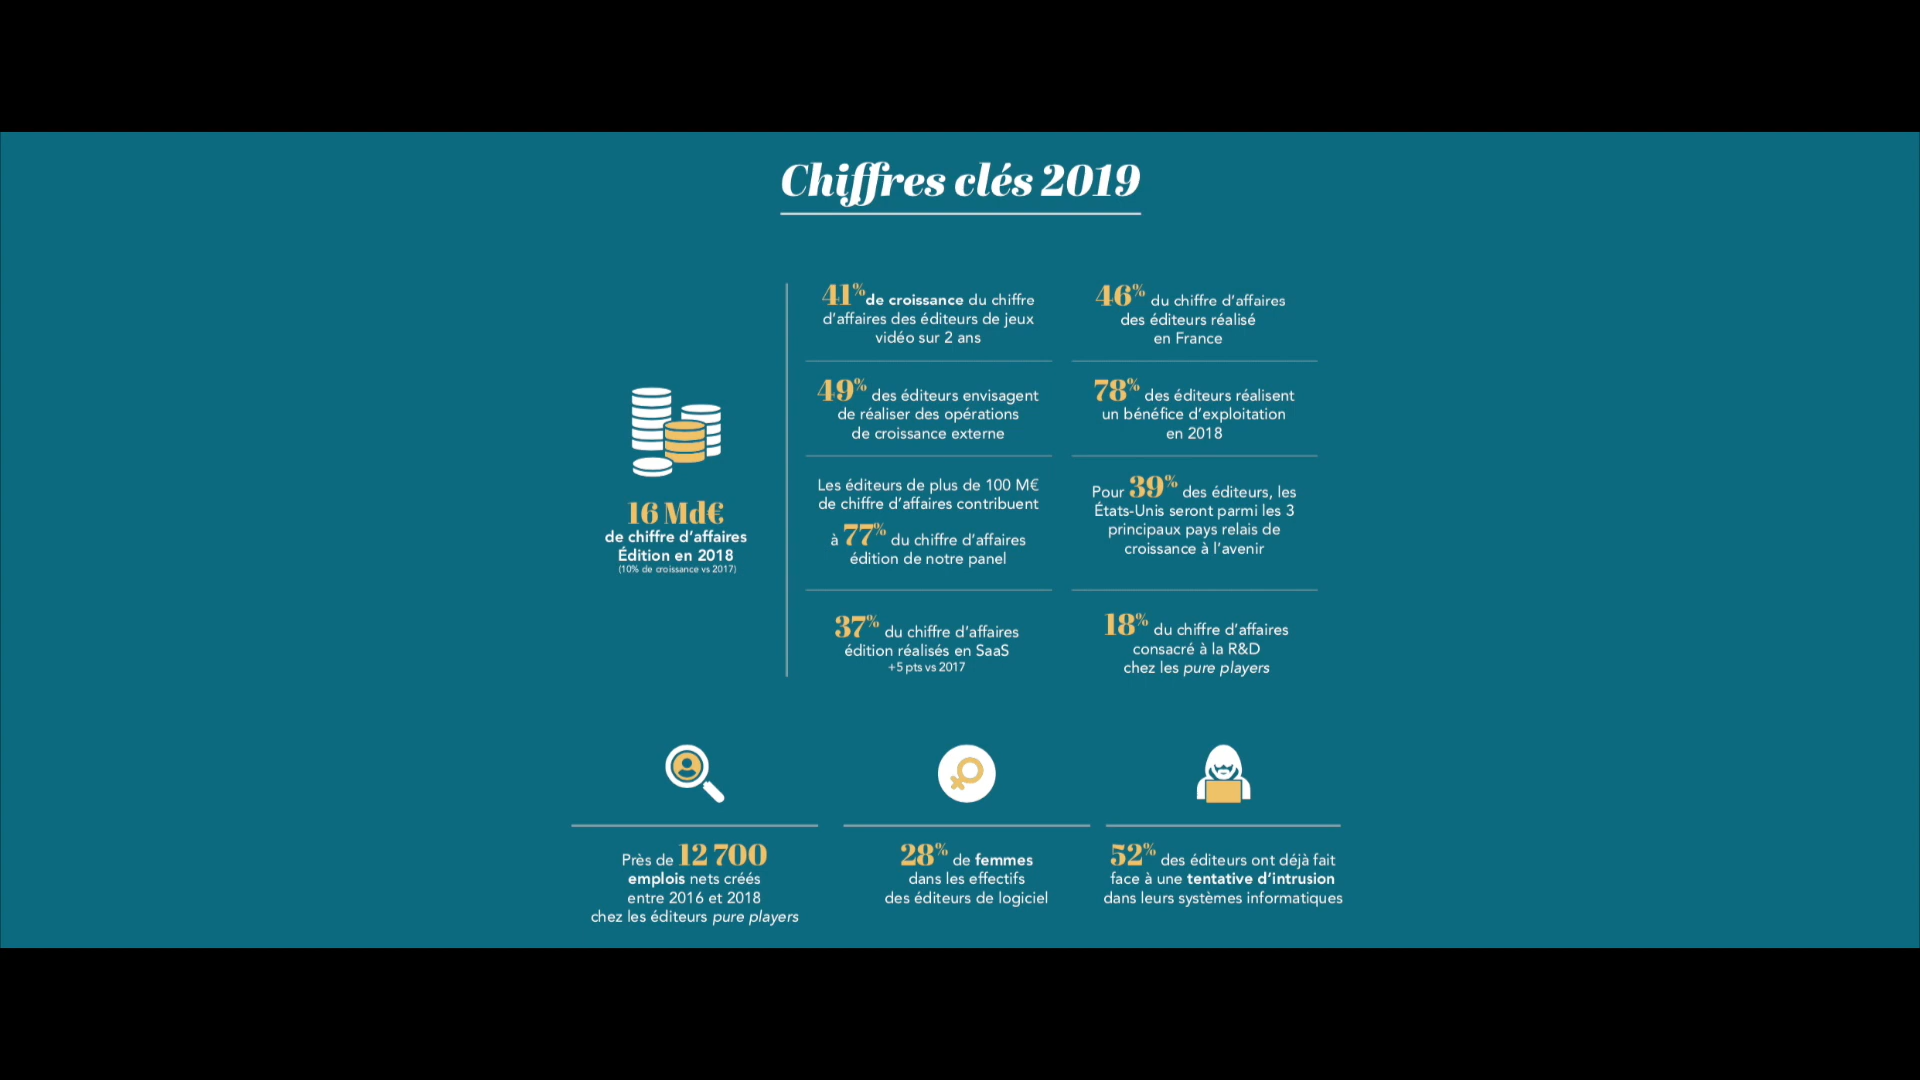 Chiffres clés 2019
16 Md€
de chiffre d’affaires
Édition en 2018
(10% de croissance vs 2017)
41% de croissance du chiffre
d’affaires des éditeurs de jeux
vidéo sur 2 ans
46% du chiffre d’affaires
des éditeurs réalisé
en France
49% des éditeurs envisagent
de réaliser des opérations
de croissance externe
78% des éditeurs réalisent
un bénéfice d’exploitation
en 2018
Les éditeurs de plus de 100 M€
de chiffre d’affaires contribuent
à 77% du chiffre d’affaires
édition de notre panel
Pour 39% des éditeurs, les
États-Unis seront parmi les 3
principaux pays relais de
croissance à l’avenir
37% du chiffre d’affaires
édition réalisés en SaaS
+5 pts vs 2017
18% du chiffre d’affaires
consacré à la R&D
chez les pure players
Près de 12 700
emplois nets créés
entre 2016 et 2018
chez les éditeurs pure players
28% de femmes
dans les effectifs
des éditeurs de logiciel
52% des éditeurs ont déjà fait
face à une tentative d’intrusion
dans leurs systèmes informatiques